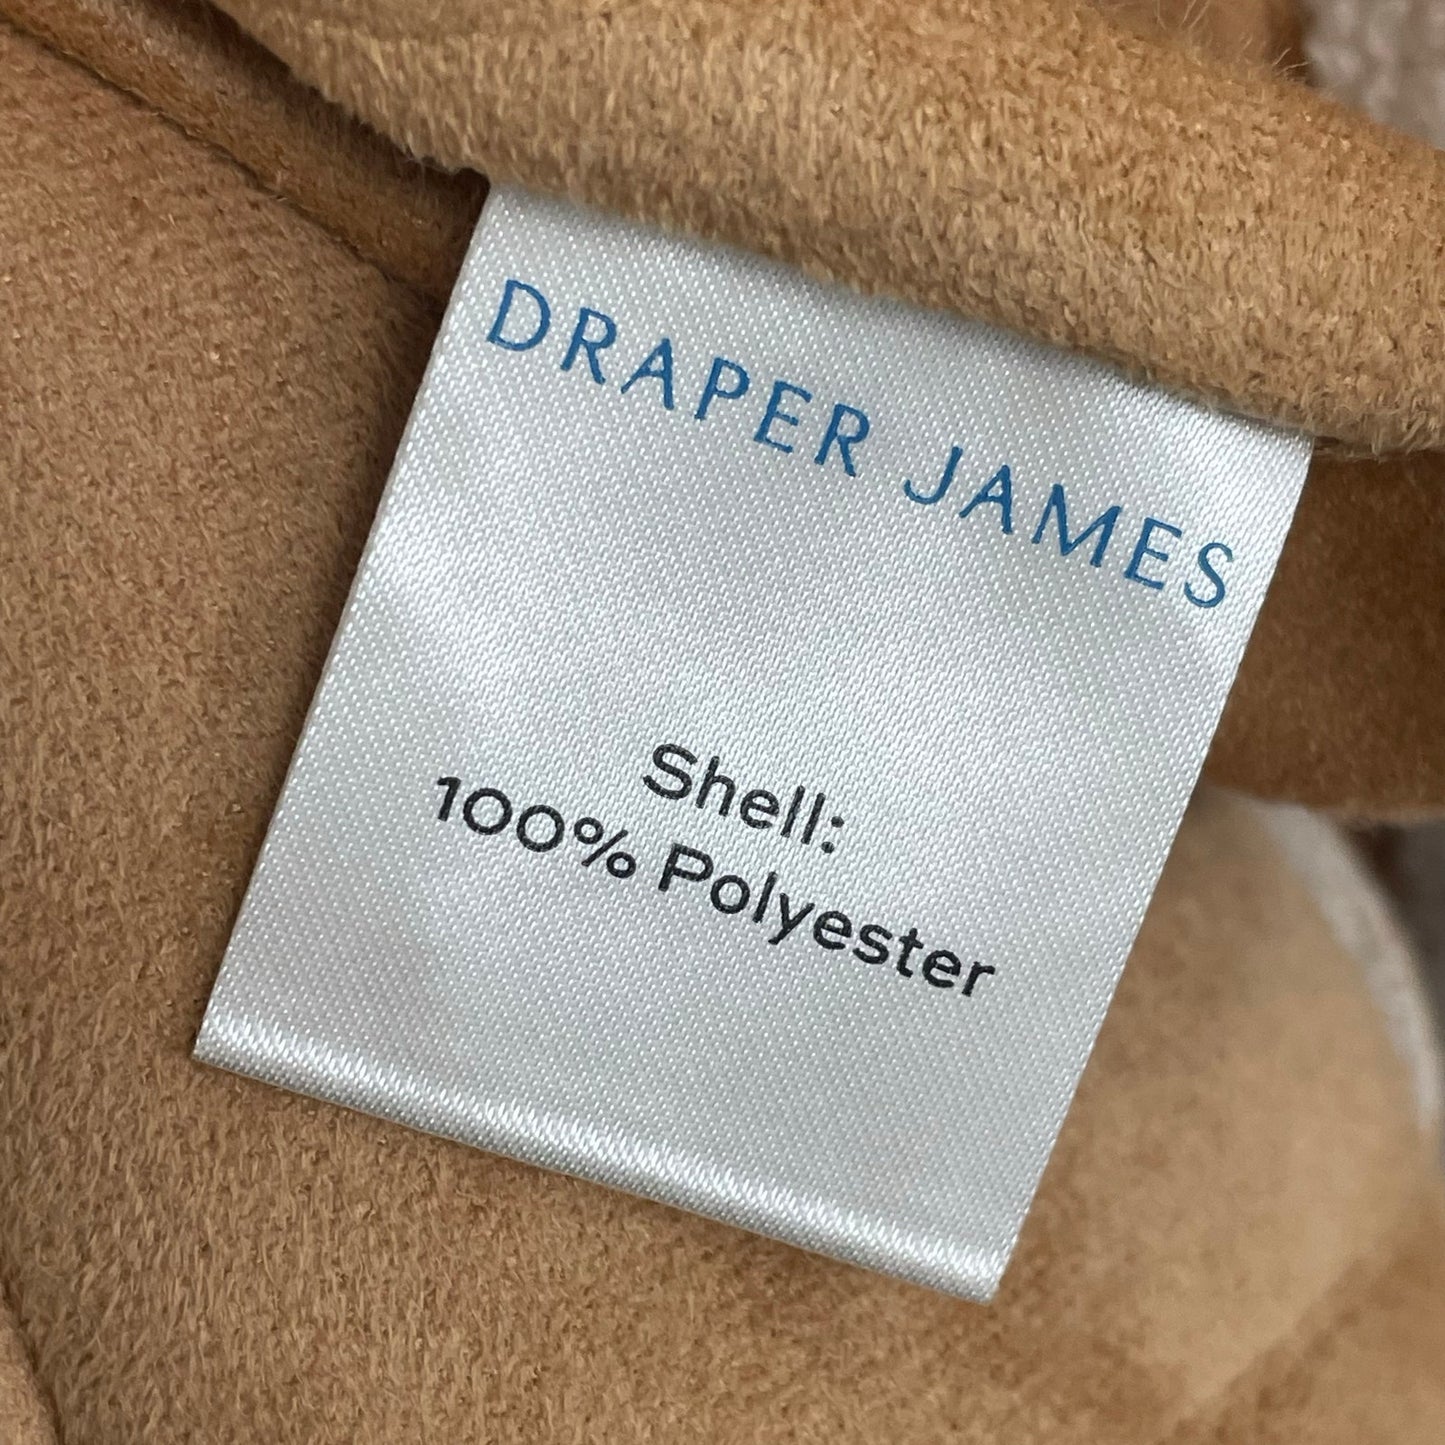 DRAPER JAMES
Shell:
100% Polyester